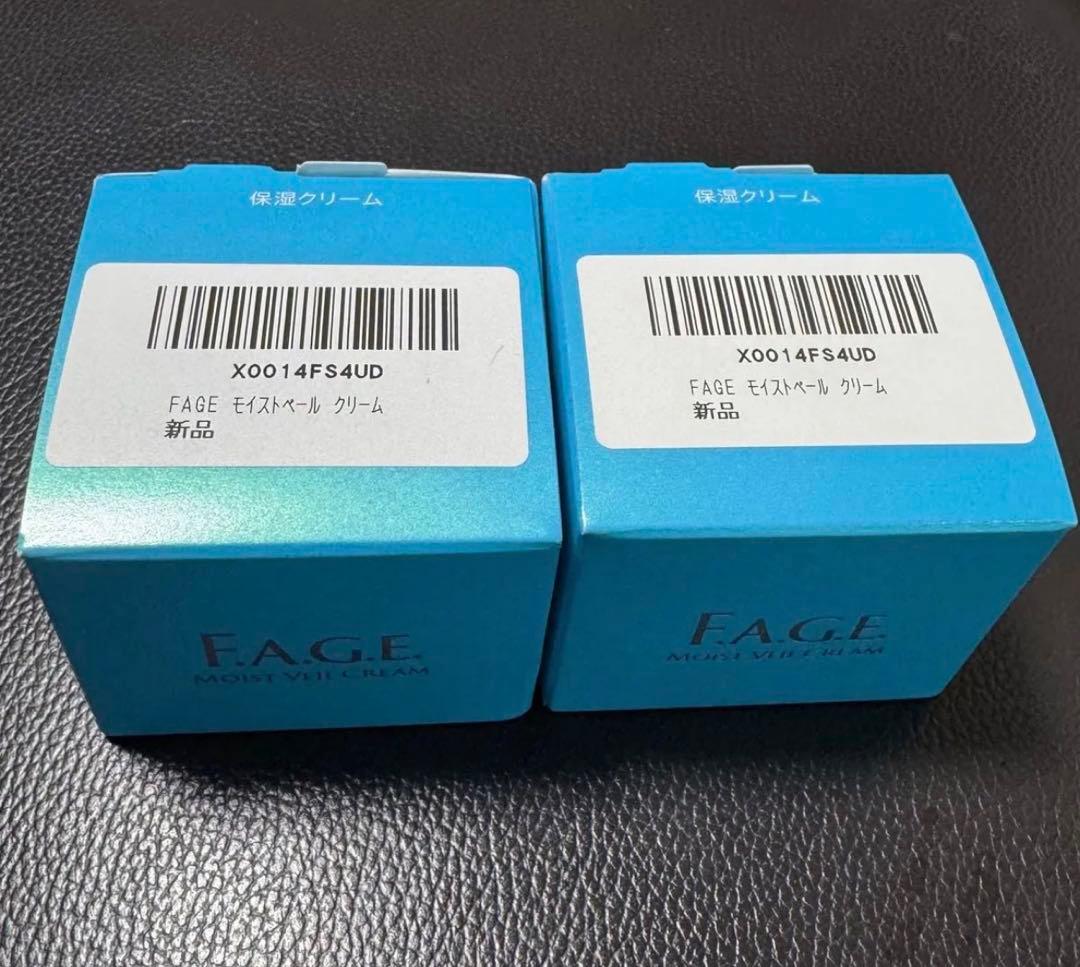 保湿クリーム
X0014FS4UD
FAGE モイストベール クリーム
新品
F.A.G.E.
MOIST VEIL CREAM
保湿クリーム
X0014FS4UD
FAGE モイストベール クリーム
新品
F.A.G.E.
MOIST VEIL CREAM